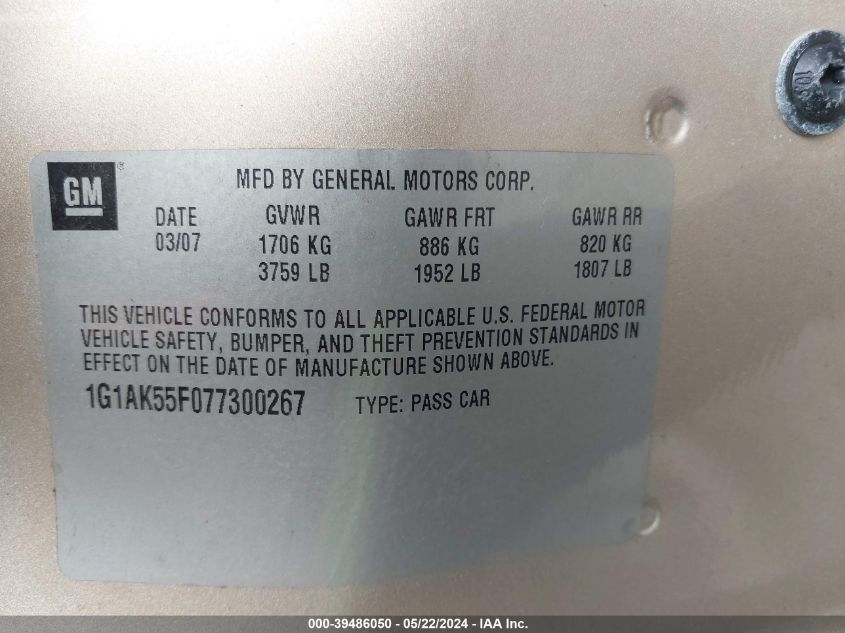 GM®
MFD BY GENERAL MOTORS CORP.
DATE GVWR GAWR FRT GAWR RR
03/07 1706 KG 886 KG 820 KG
3759 LB 1952 LB 1807 LB
THIS VEHICLE CONFORMS TO ALL APPLICABLE U.S. FEDERAL MOTOR
VEHICLE SAFETY, BUMPER, AND THEFT PREVENTION STANDARDS IN
EFFECT ON THE DATE OF MANUFACTURE SHOWN ABOVE.
1G1AK55F077300267 TYPE: PASS CAR
000-39486050 - 05/22/2024 - IAA Inc.